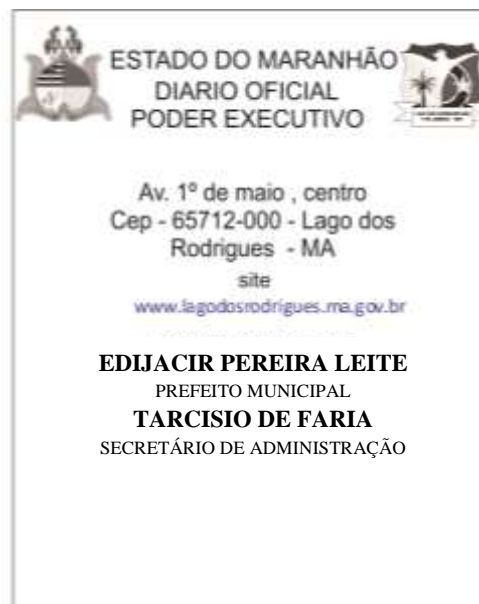 ESTADO DO MARANHÃO
DIARIO OFICIAL
PODER EXECUTIVO
Av. 1º de maio , centro
Cep - 65712-000 - Lago dos
Rodrigues - MA
site
www.lagodosrodrigues.ma.gov.br
EDIJACIR PEREIRA LEITE
PREFEITO MUNICIPAL
TARCISIO DE FARIA
SECRETÁRIO DE ADMINISTRAÇÃO